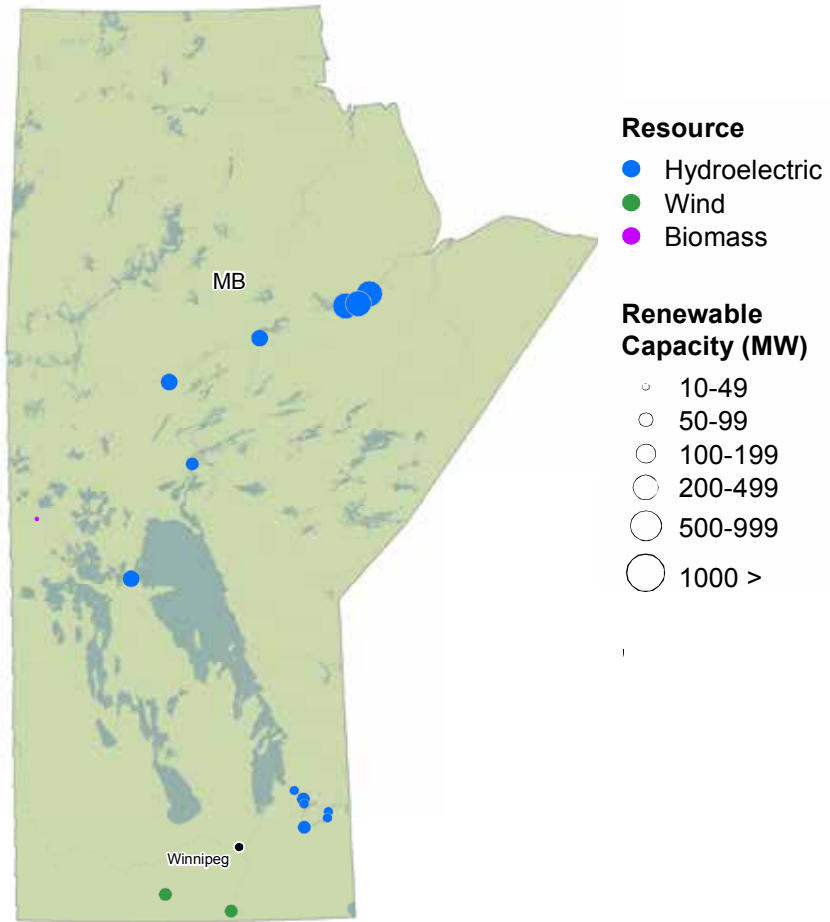 MB
Winnipeg
Resource
Hydroelectric
Wind
Biomass
Renewable
Capacity (MW)
10-49
50-99
100-199
200-499
500-999
1000 >